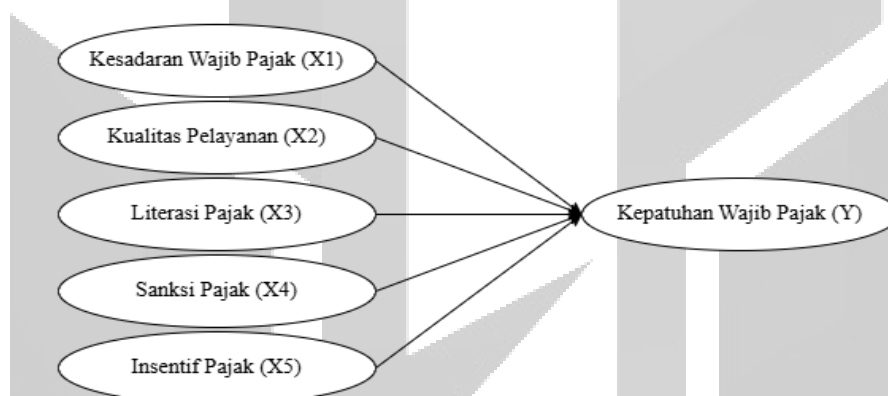 Kesadaran Wajib Pajak (X1)
Kualitas Pelayanan (X2)
Literasi Pajak (X3)
Kepatuhan Wajib Pajak (Y)
Sanksi Pajak (X4)
Insentif Pajak (X5)